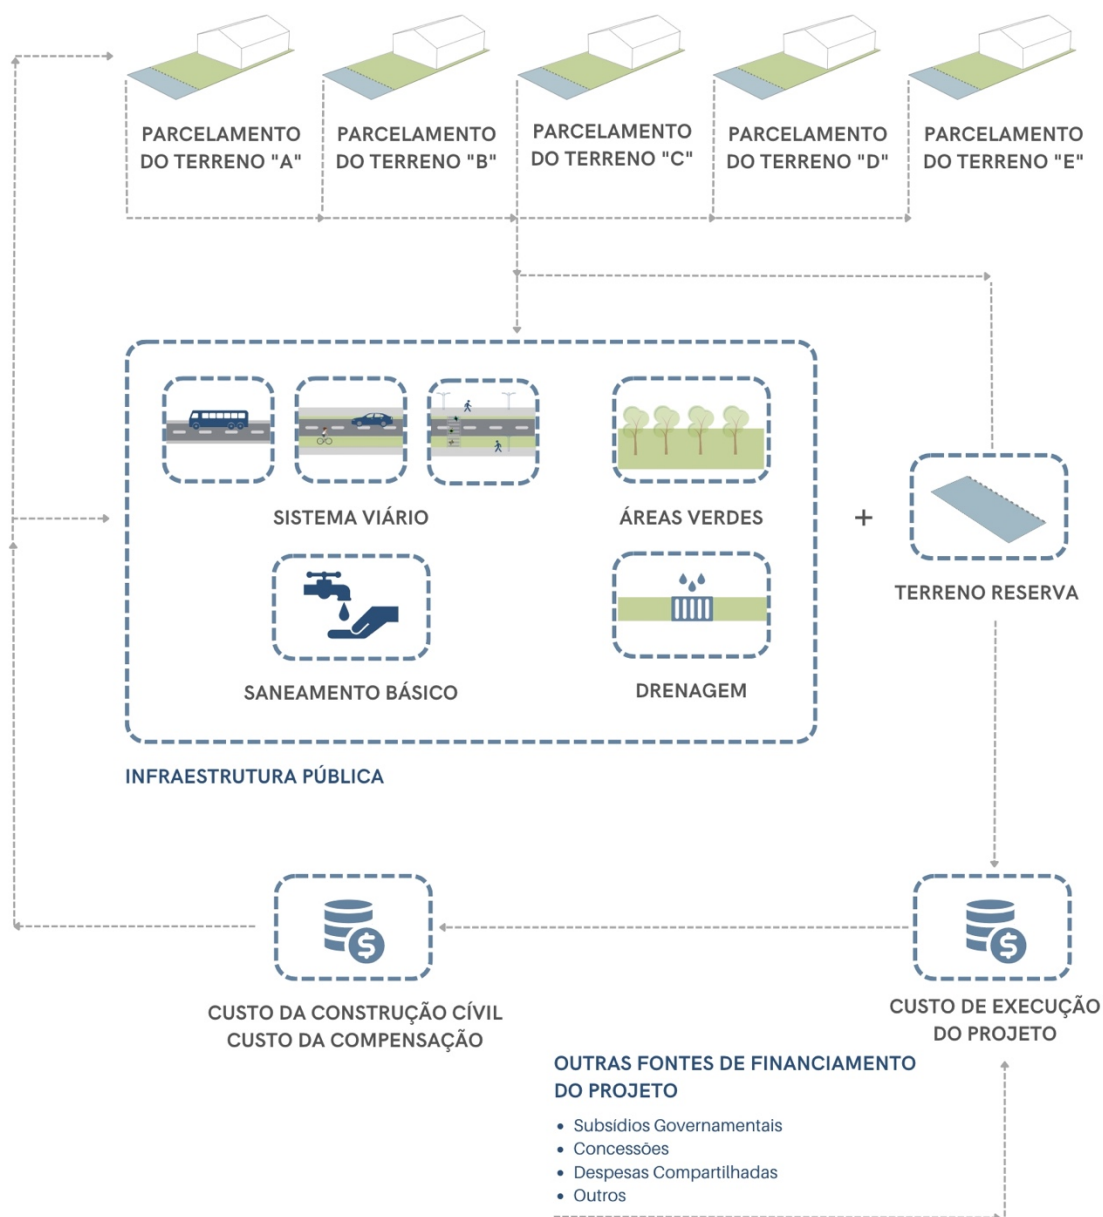 PARCELAMENTO
DO TERRENO "A"
PARCELAMENTO
DO TERRENO "B"
PARCELAMENTO
DO TERRENO "C"
PARCELAMENTO
DO TERRENO "D"
PARCELAMENTO
DO TERRENO "E"
SISTEMA VIÁRIO
ÁREAS VERDES
+
TERRENO RESERVA
SANEAMENTO BÁSICO
DRENAGEM
INFRAESTRUTURA PÚBLICA
$
$
CUSTO DA CONSTRUÇÃO CÍVIL
CUSTO DA COMPENSAÇÃO
CUSTO DE EXECUÇÃO
DO PROJETO
OUTRAS FONTES DE FINANCIAMENTO
DO PROJETO
• Subsídios Governamentais
• Concessões
• Despesas Compartilhadas
• Outros